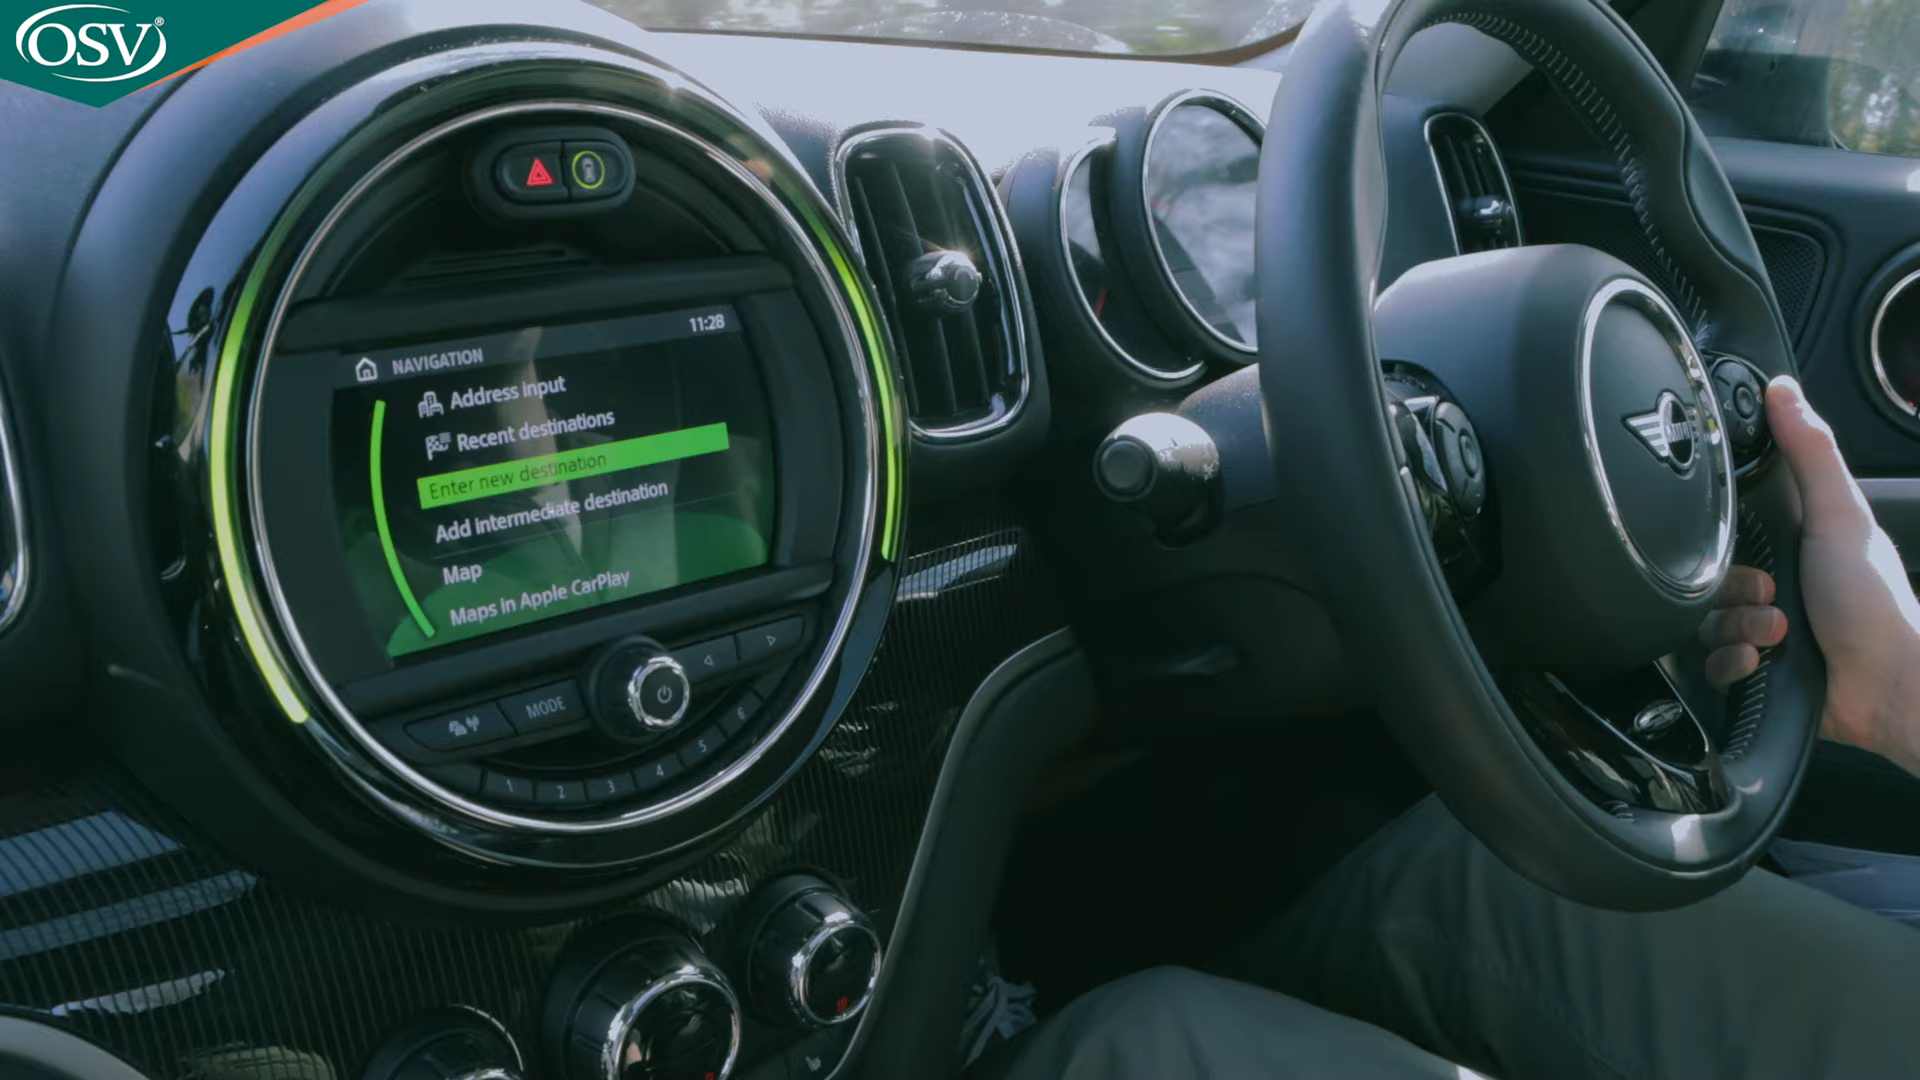 OSV®
11:28
NAVIGATION
Address input
Recent destinations
Enter new destination
Add intermediate destination
Map
Maps in Apple CarPlay
MODE
1 2 3 4 5 6
MINI